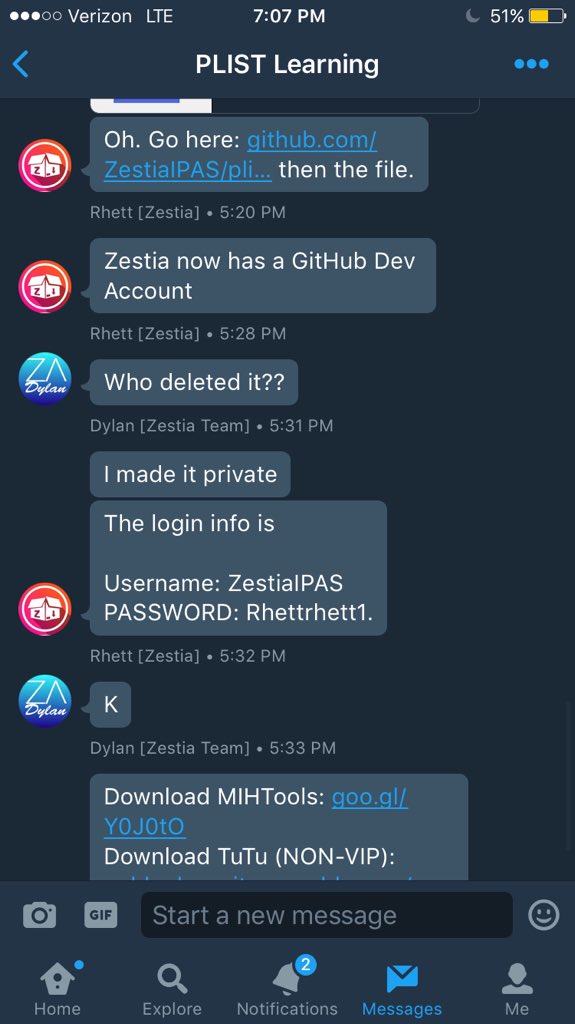 Verizon LTE 7:07 PM 51%
PLIST Learning
Oh. Go here: github.com/
ZestiaIPAS/pli... then the file.
Rhett [Zestia] • 5:20 PM
Zestia now has a GitHub Dev
Account
Rhett [Zestia] • 5:28 PM
ZA
Dylan
Who deleted it??
Dylan [Zestia Team] • 5:31 PM
I made it private
The login info is
Username: ZestiaIPAS
PASSWORD: Rhettrhett1.
Rhett [Zestia] • 5:32 PM
ZA
Dylan
K
Dylan [Zestia Team] • 5:33 PM
Download MIHTools: goo.gl/
Y0J0tO
Download TuTu (NON-VIP):
GIF
Start a new message
2
Home Explore Notifications Messages Me